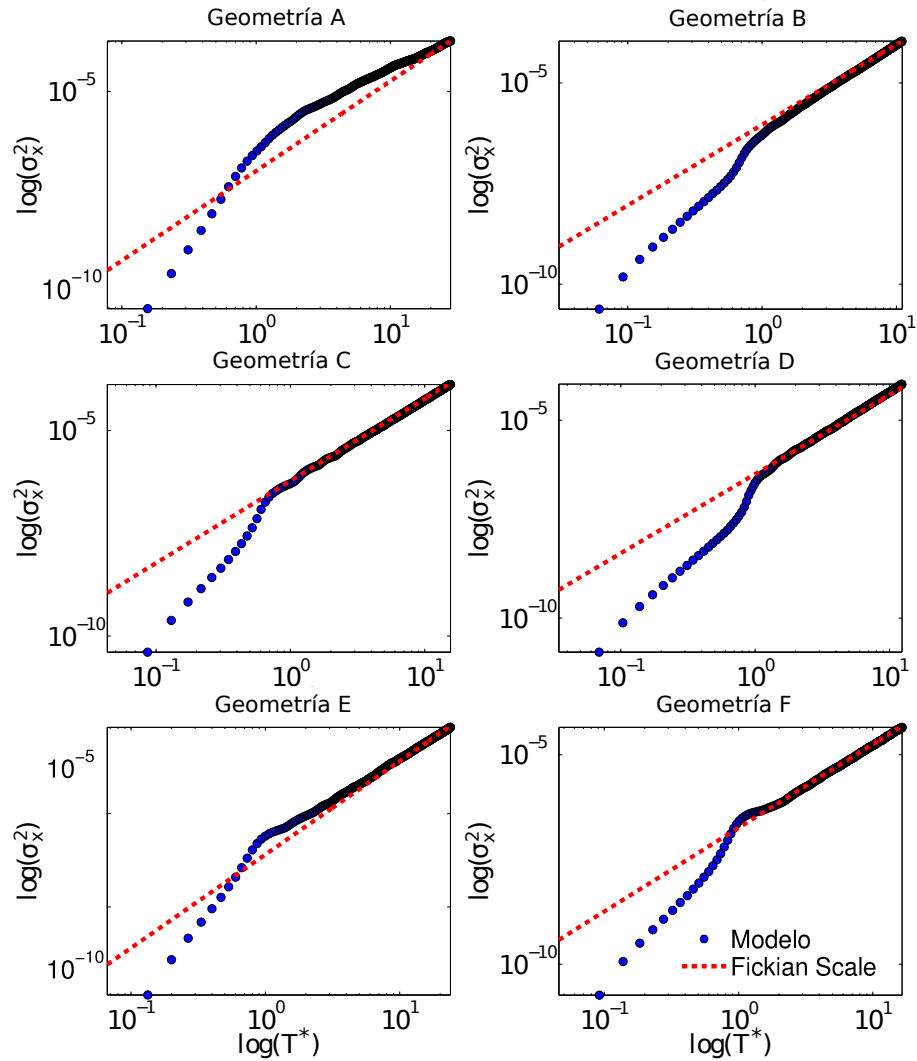 Geometría A
Geometría B
log(σₓ²)
10⁻⁵
10⁻¹⁰
10⁻¹ 10⁰ 10¹
log(σₓ²)
10⁻⁵
10⁻¹⁰
10⁻¹ 10⁰ 10¹
Geometría C
Geometría D
log(σₓ²)
10⁻⁵
10⁻¹⁰
10⁻¹ 10⁰ 10¹
log(σₓ²)
10⁻⁵
10⁻¹⁰
10⁻¹ 10⁰ 10¹
Geometría E
Geometría F
log(σₓ²)
10⁻⁵
10⁻¹⁰
10⁻¹ 10⁰ 10¹
log(T*)
log(σₓ²)
10⁻⁵
10⁻¹⁰
Modelo
Fickian Scale
10⁻¹ 10⁰ 10¹
log(T*)